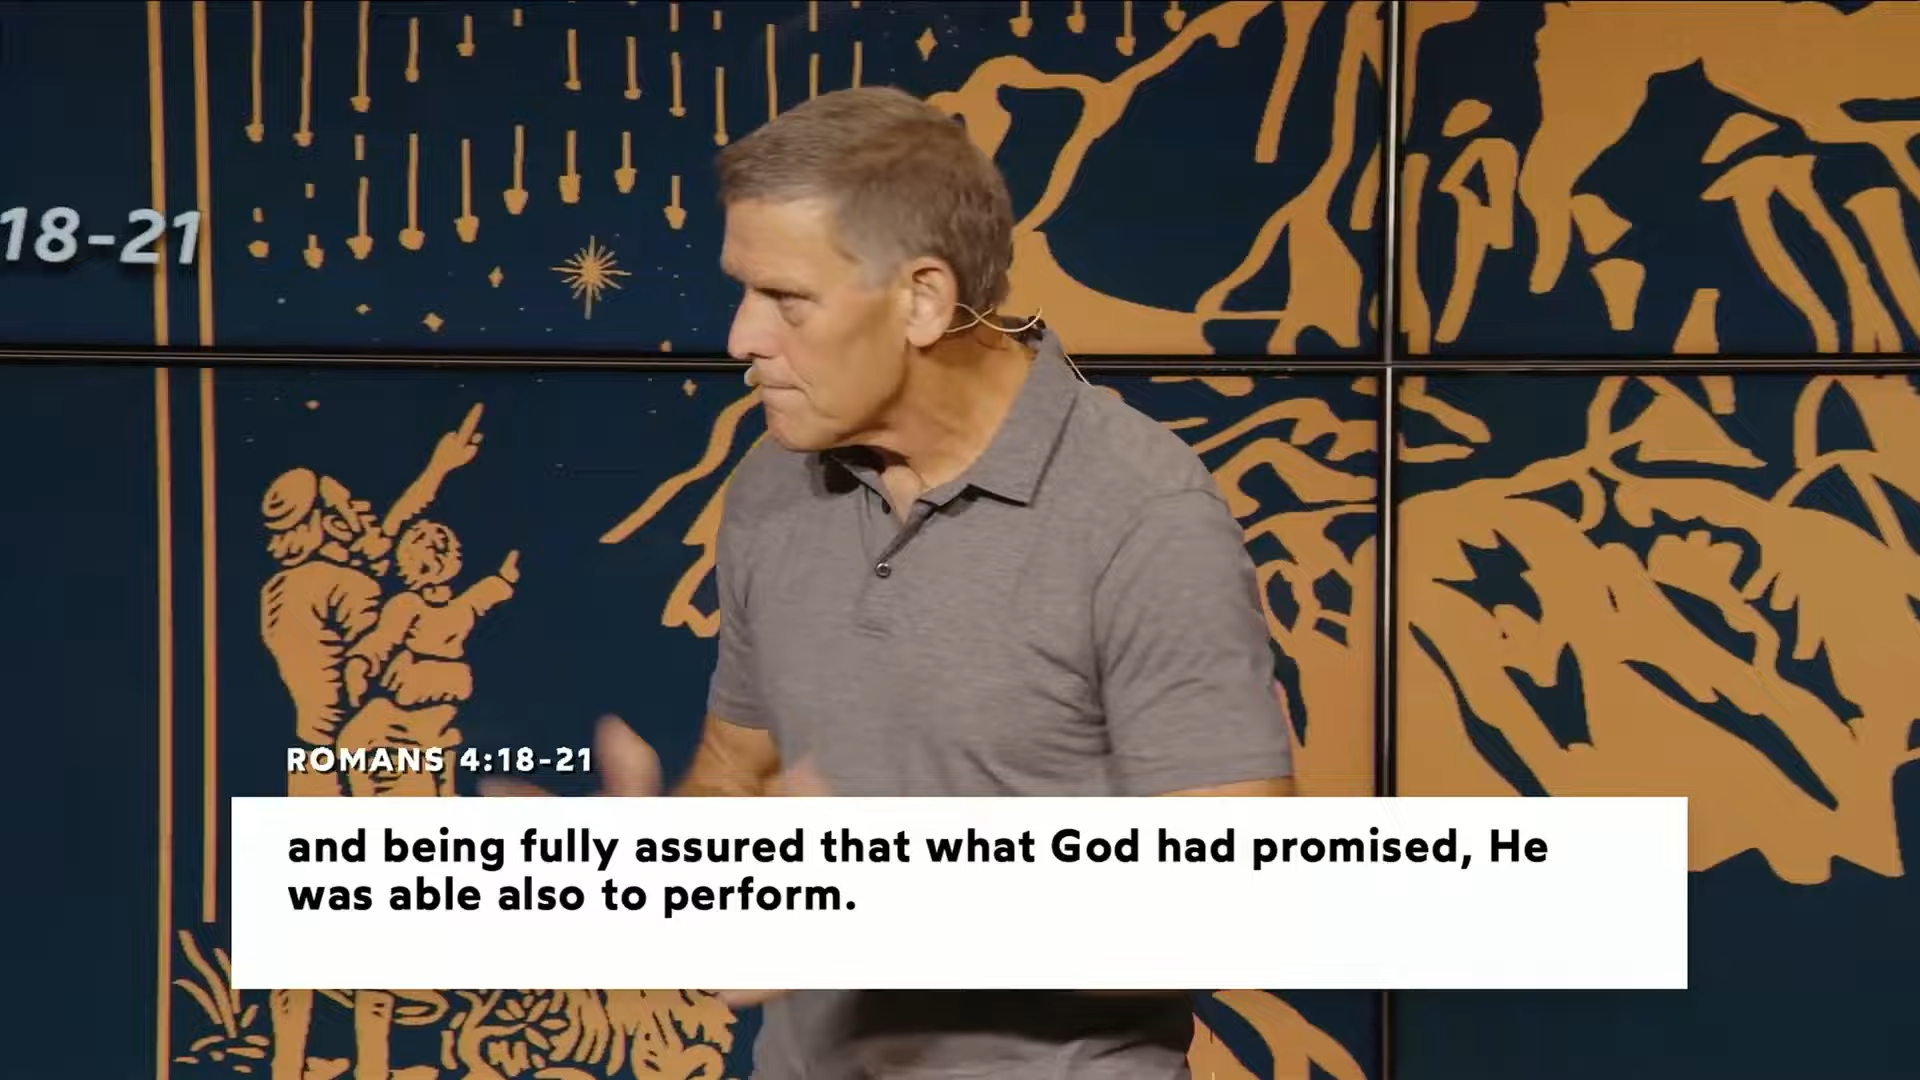 18-21
ROMANS 4:18-21
and being fully assured that what God had promised, He
was able also to perform.